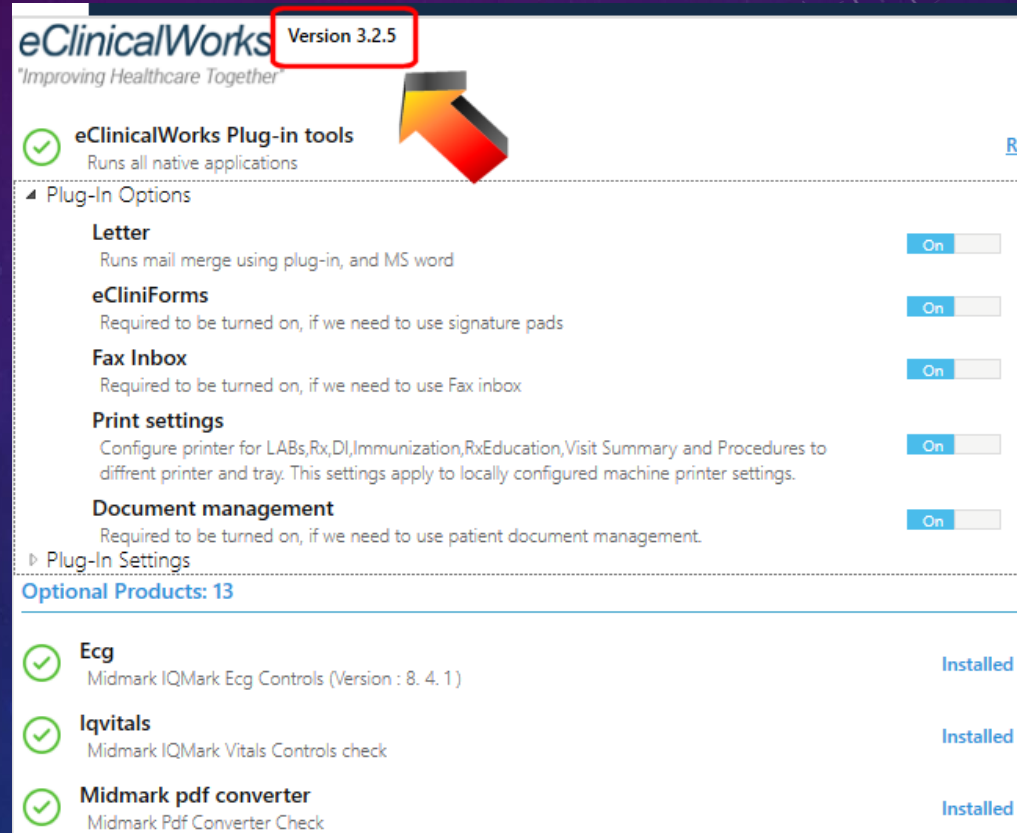 eClinicalWorks Version 3.2.5
"Improving Healthcare Together"
eClinicalWorks Plug-in tools
Runs all native applications
R
Plug-In Options
Letter
On
Runs mail merge using plug-in, and MS word
eCliniForms
On
Required to be turned on, if we need to use signature pads
Fax Inbox
On
Required to be turned on, if we need to use Fax inbox
Print settings
Configure printer for LABs,Rx,DI,Immunization,RxEducation,Visit Summary and Procedures to
On
diffrent printer and tray. This settings apply to locally configured machine printer settings.
Document management
On
Required to be turned on, if we need to use patient document management.
Plug-In Settings
Optional Products: 13
Ecg
Midmark IQMark Ecg Controls (Version : 8. 4. 1 )
Installed
Iqvitals
Midmark IQMark Vitals Controls check
Installed
Midmark pdf converter
Midmark Pdf Converter Check
Installed